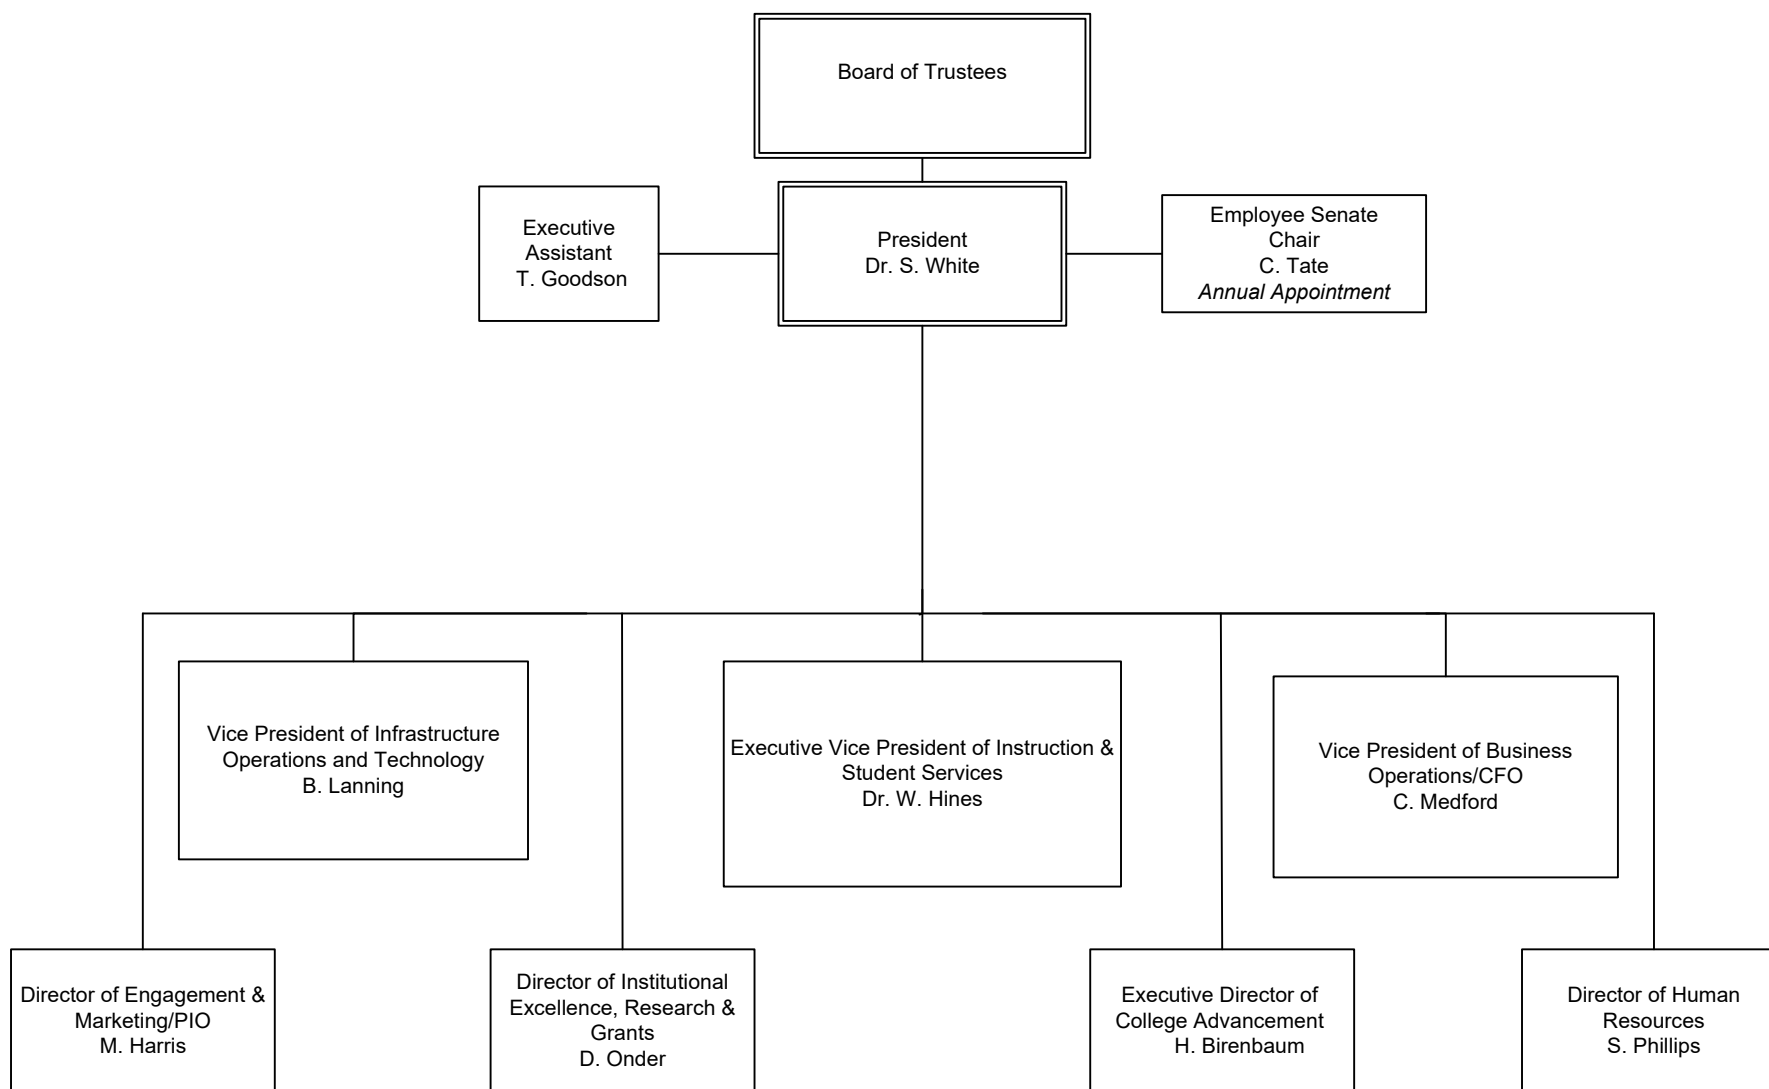 Board of Trustees
Executive
Assistant
T. Goodson
President
Dr. S. White
Employee Senate
Chair
C. Tate
Annual Appointment
Vice President of Infrastructure
Operations and Technology
B. Lanning
Executive Vice President of Instruction &
Student Services
Dr. W. Hines
Vice President of Business
Operations/CFO
C. Medford
Director of Engagement &
Marketing/PIO
M. Harris
Director of Institutional
Excellence, Research &
Grants
D. Onder
Executive Director of
College Advancement
H. Birenbaum
Director of Human
Resources
S. Phillips